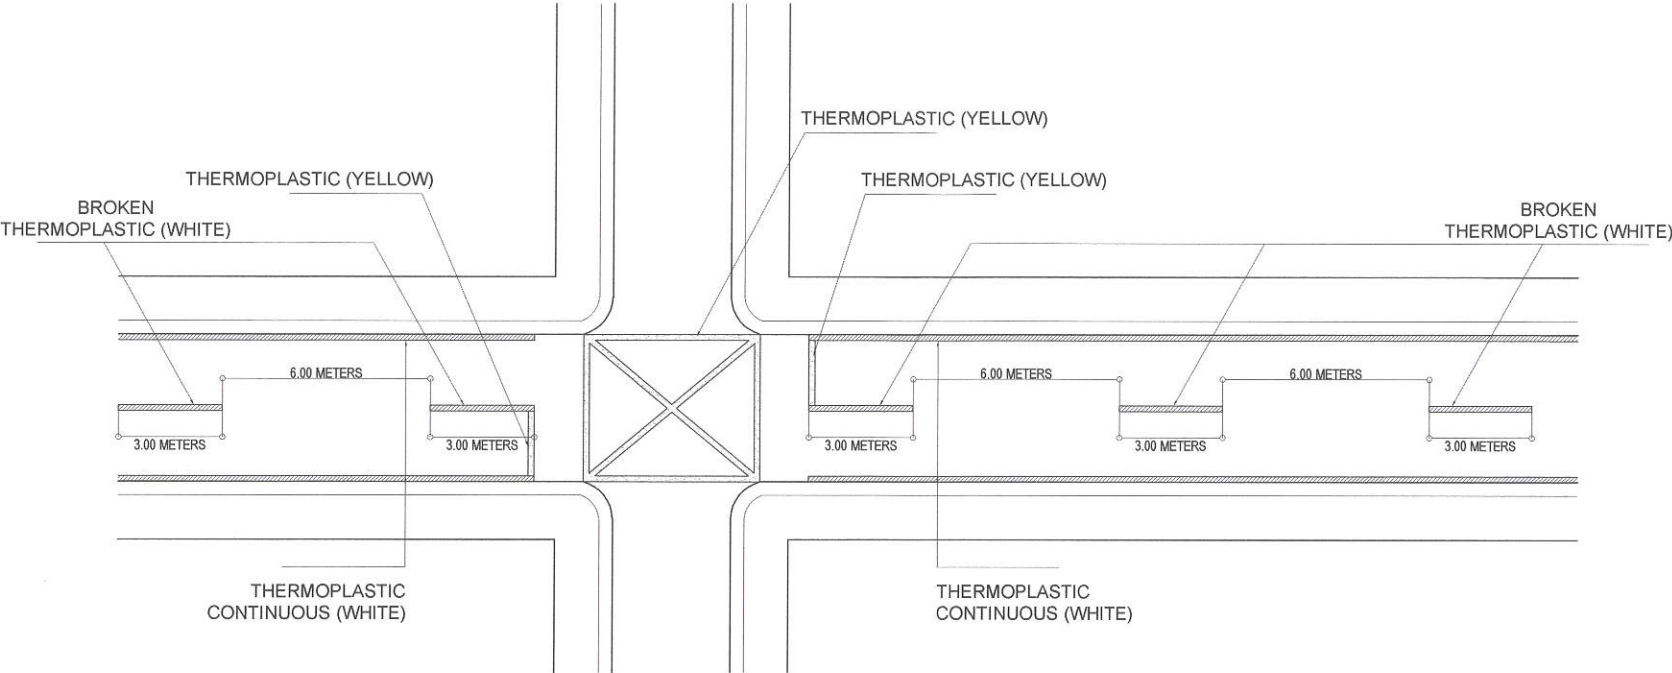 THERMOPLASTIC (YELLOW)
THERMOPLASTIC (YELLOW)
THERMOPLASTIC (YELLOW)
BROKEN
THERMOPLASTIC (WHITE)
BROKEN
THERMOPLASTIC (WHITE)
6.00 METERS
6.00 METERS
6.00 METERS
3.00 METERS
3.00 METERS
3.00 METERS
3.00 METERS
3.00 METERS
THERMOPLASTIC
CONTINUOUS (WHITE)
THERMOPLASTIC
CONTINUOUS (WHITE)